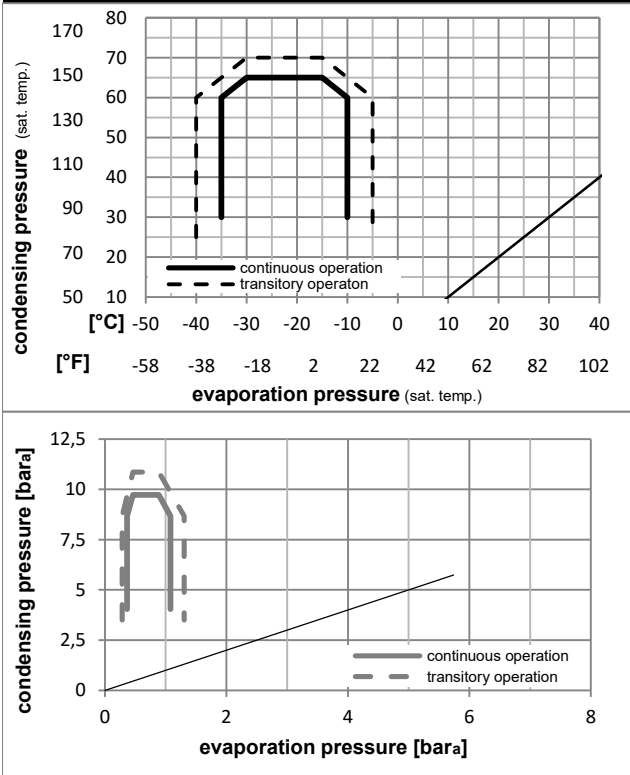 condensing pressure (sat. temp.)
170
150
130
110
90
70
50
80
70
60
50
40
30
20
10
continuous operation
transitory operaton
[°C] -50 -40 -30 -20 -10 0 10 20 30 40
[°F] -58 -38 -18 2 22 42 62 82 102
evaporation pressure (sat. temp.)
condensing pressure [bara]
12,5
10
7,5
5
2,5
0
continuous operation
transitory operation
0 2 4 6 8
evaporation pressure [bara]